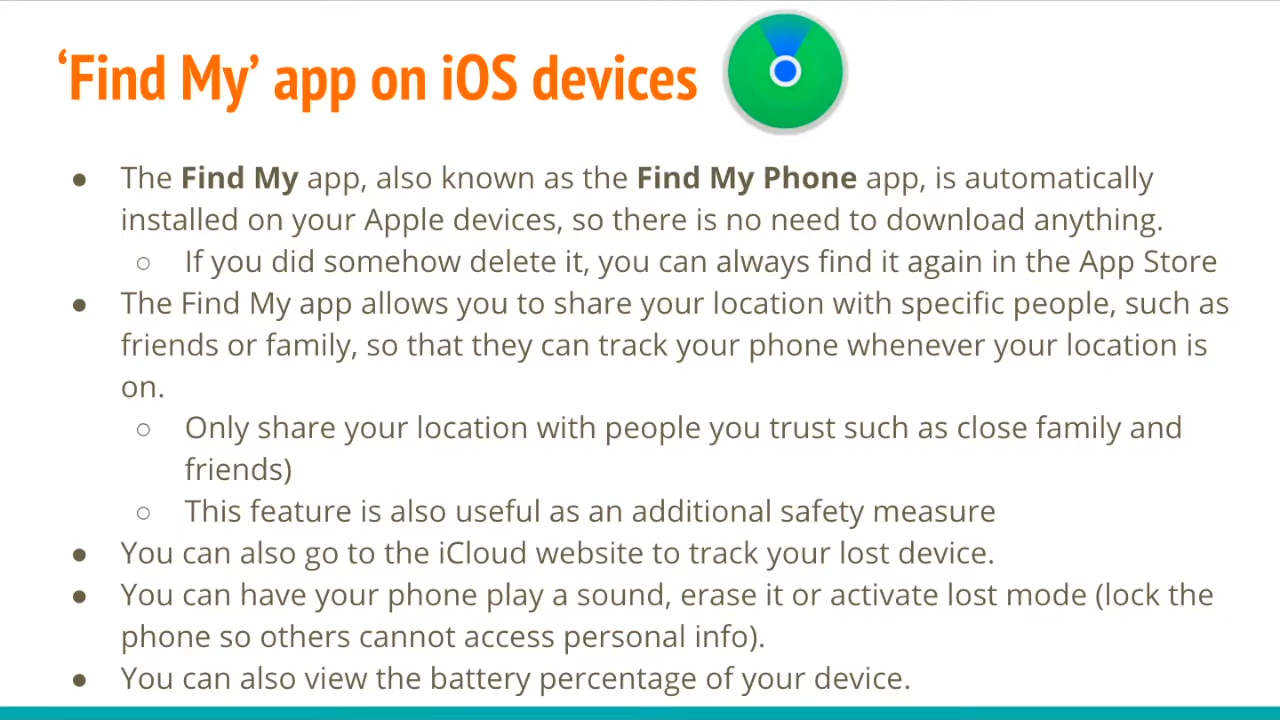 ‘Find My’ app on iOS devices
● The Find My app, also known as the Find My Phone app, is automatically
installed on your Apple devices, so there is no need to download anything.
○ If you did somehow delete it, you can always find it again in the App Store
● The Find My app allows you to share your location with specific people, such as
friends or family, so that they can track your phone whenever your location is
on.
○ Only share your location with people you trust such as close family and
friends)
○ This feature is also useful as an additional safety measure
● You can also go to the iCloud website to track your lost device.
● You can have your phone play a sound, erase it or activate lost mode (lock the
phone so others cannot access personal info).
● You can also view the battery percentage of your device.